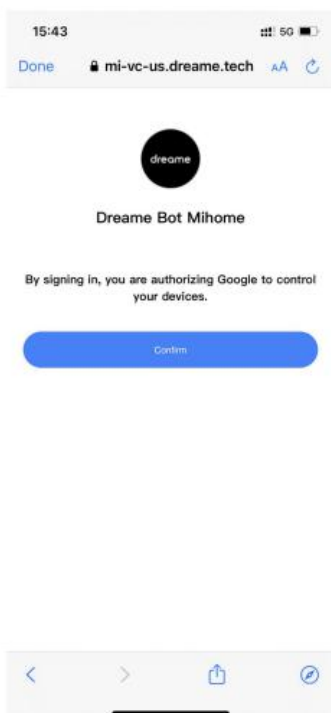 15:43
5G
Done
mi-vc-us.dreame.tech
AA
dreame
Dreame Bot Mihome
By signing in, you are authorizing Google to control
your devices.
Confirm